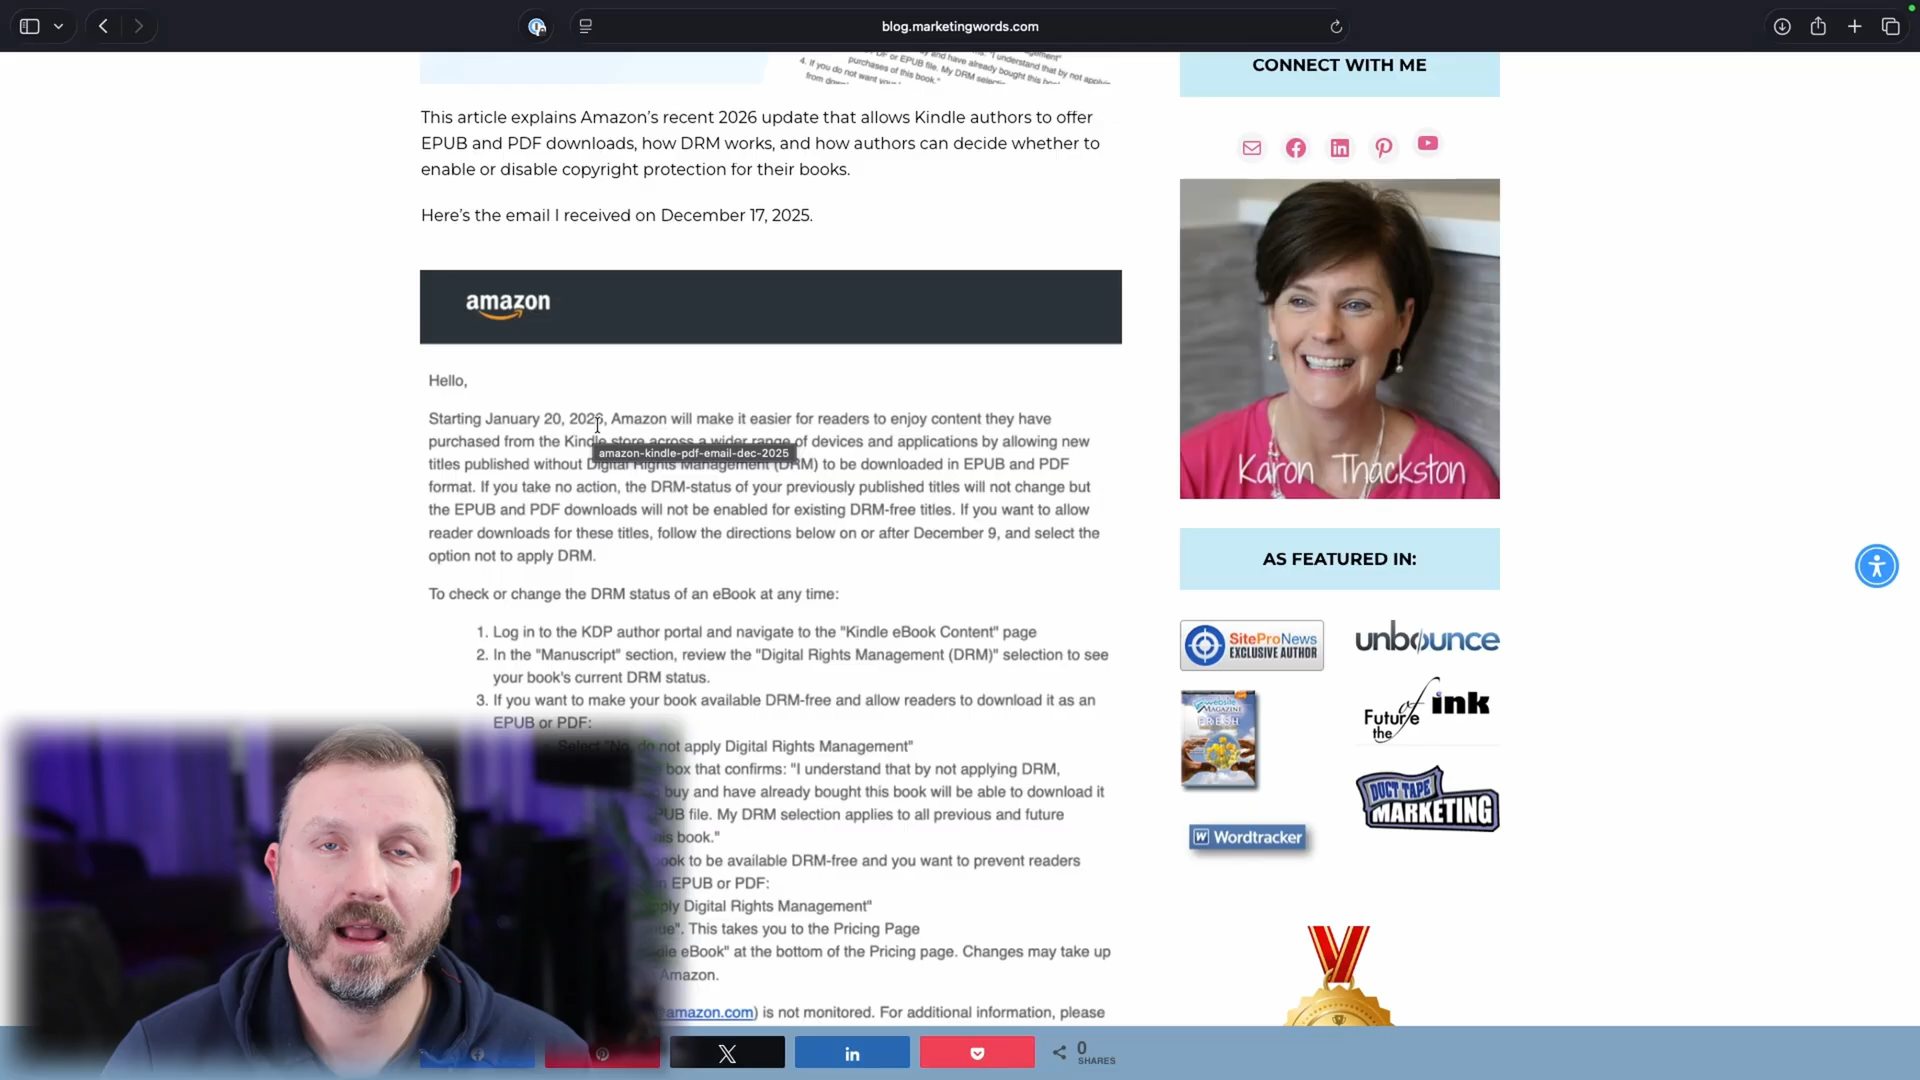 blog.marketingwords.com
4. If you do not want your
purchases of this book."
This article explains Amazon's recent 2026 update that allows Kindle authors to offer
EPUB and PDF downloads, how DRM works, and how authors can decide whether to
enable or disable copyright protection for their books.
Here's the email I received on December 17, 2025.
amazon
Hello,
Starting January 20, 2026, Amazon will make it easier for readers to enjoy content they have
purchased from the Kindle store across a wider range of devices and applications by allowing new
amazon-kindle-pdf-email-dec-2025
titles published without Digital Rights Management (DRM) to be downloaded in EPUB and PDF
format. If you take no action, the DRM-status of your previously published titles will not change but
the EPUB and PDF downloads will not be enabled for existing DRM-free titles. If you want to allow
reader downloads for these titles, follow the directions below on or after December 9, and select the
option not to apply DRM.
To check or change the DRM status of an eBook at any time:
1. Log in to the KDP author portal and navigate to the "Kindle eBook Content" page
2. In the "Manuscript" section, review the "Digital Rights Management (DRM)" selection to see
your book's current DRM status.
3. If you want to make your book available DRM-free and allow readers to download it as an
EPUB or PDF:
Select "No, do not apply Digital Rights Management"
box that confirms: "I understand that by not applying DRM,
buy and have already bought this book will be able to download it
file. My DRM selection applies to all previous and future
book."
to be available DRM-free and you want to prevent readers
EPUB or PDF:
Digital Rights Management"
This takes you to the Pricing Page
eBook" at the bottom of the Pricing page. Changes may take up
Amazon.
amazon.com) is not monitored. For additional information, please
0
SHARES
CONNECT WITH ME
Karon Thackston
AS FEATURED IN:
SiteProNews
EXCLUSIVE AUTHOR
unbounce
Website
MAGAZINE
FRESH
Future
of
the
ink
DUCT TAPE
MARKETING
W Wordtracker